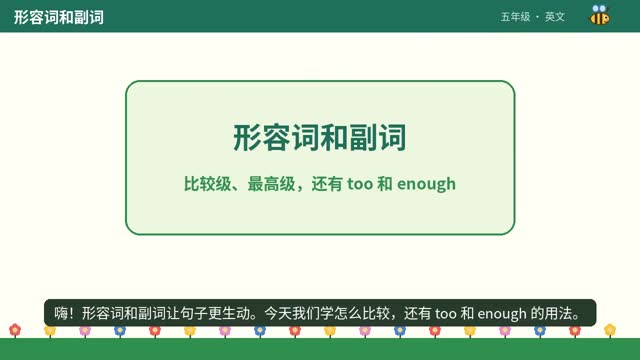 形容词和副词
五年级 · 英文
形容词和副词
比较级、最高级，还有 too 和 enough
嗨！形容词和副词让句子更生动。今天我们学怎么比较，还有 too 和 enough 的用法。